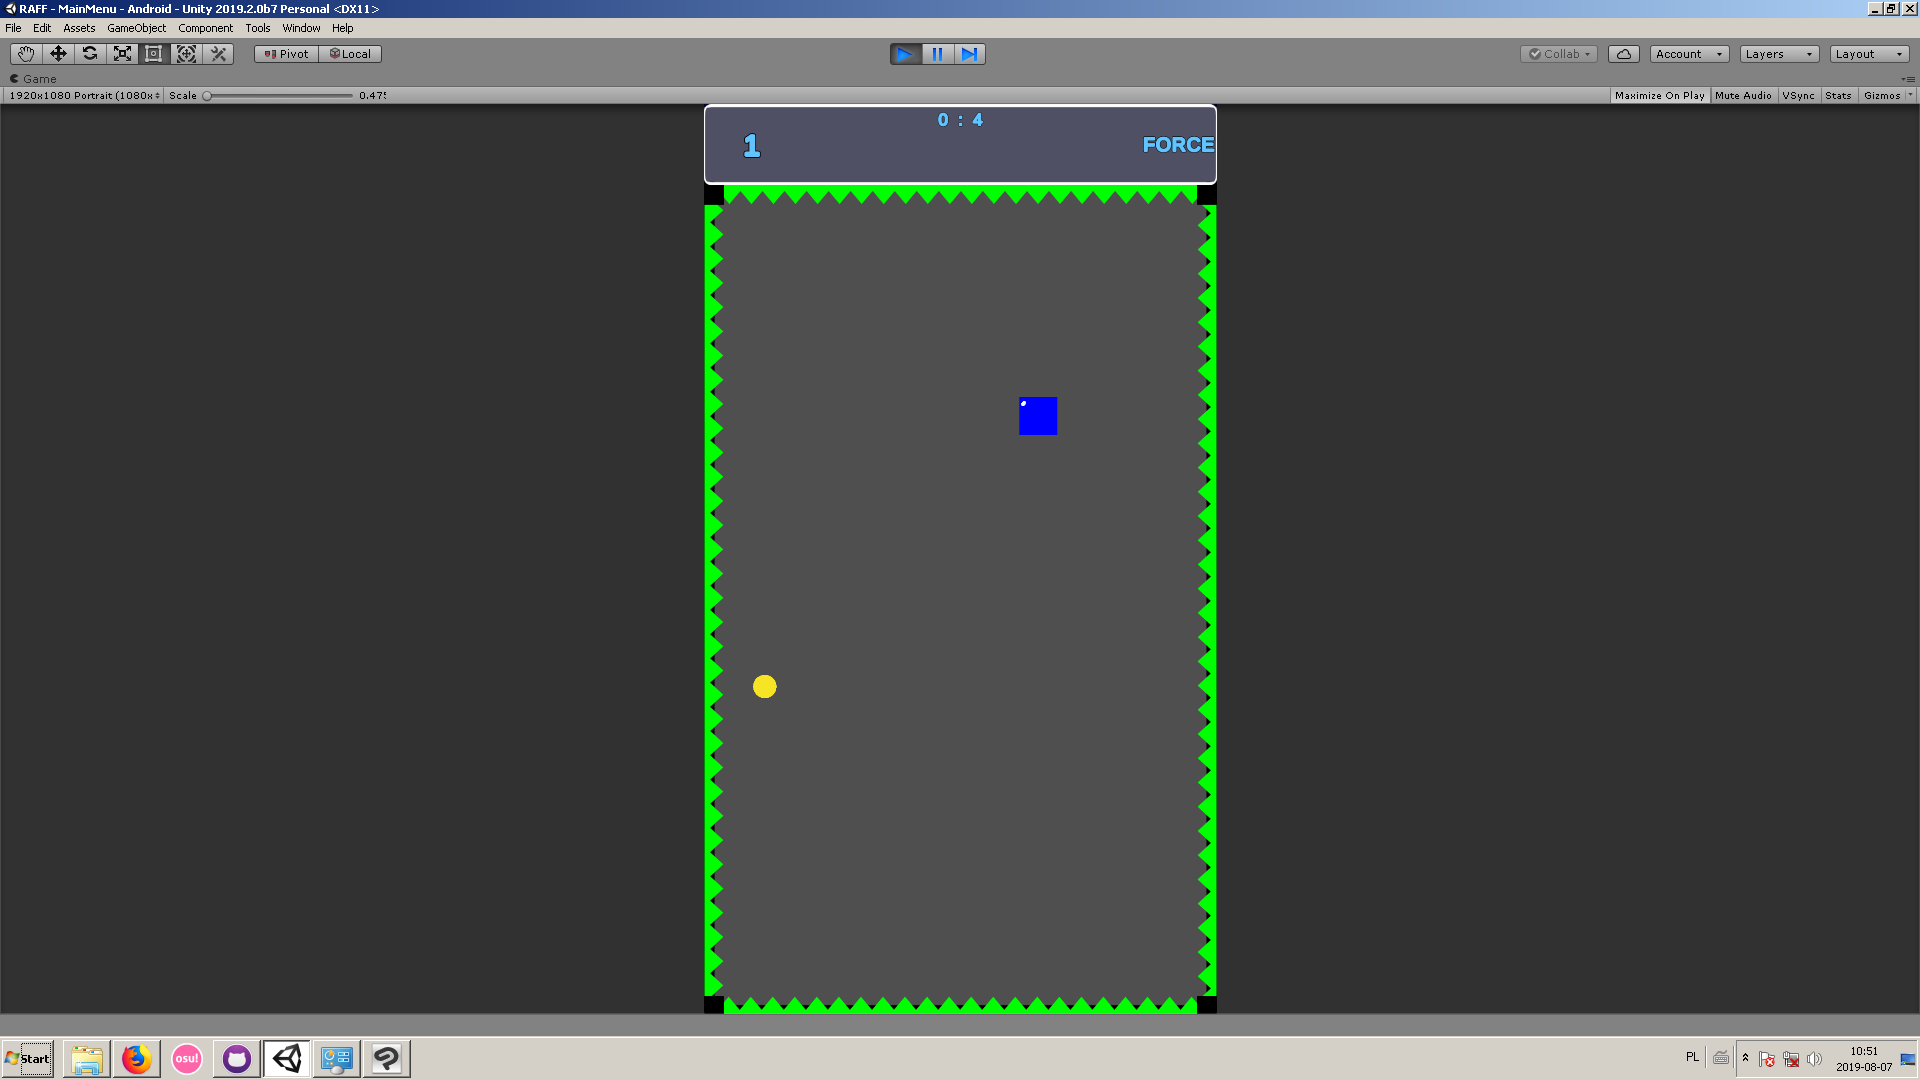 RAFF - MainMenu - Android - Unity 2019.2.0b7 Personal <DX11>
File Edit Assets GameObject Component Tools Window Help
Pivot Local Collab Account Layers Layout
Game
1920x1080 Portrait (1080x Scale 0.475 Maximize On Play Mute Audio VSync Stats Gizmos
0 : 4
1 FORCE
Start osu! PL 10:51
2019-08-07